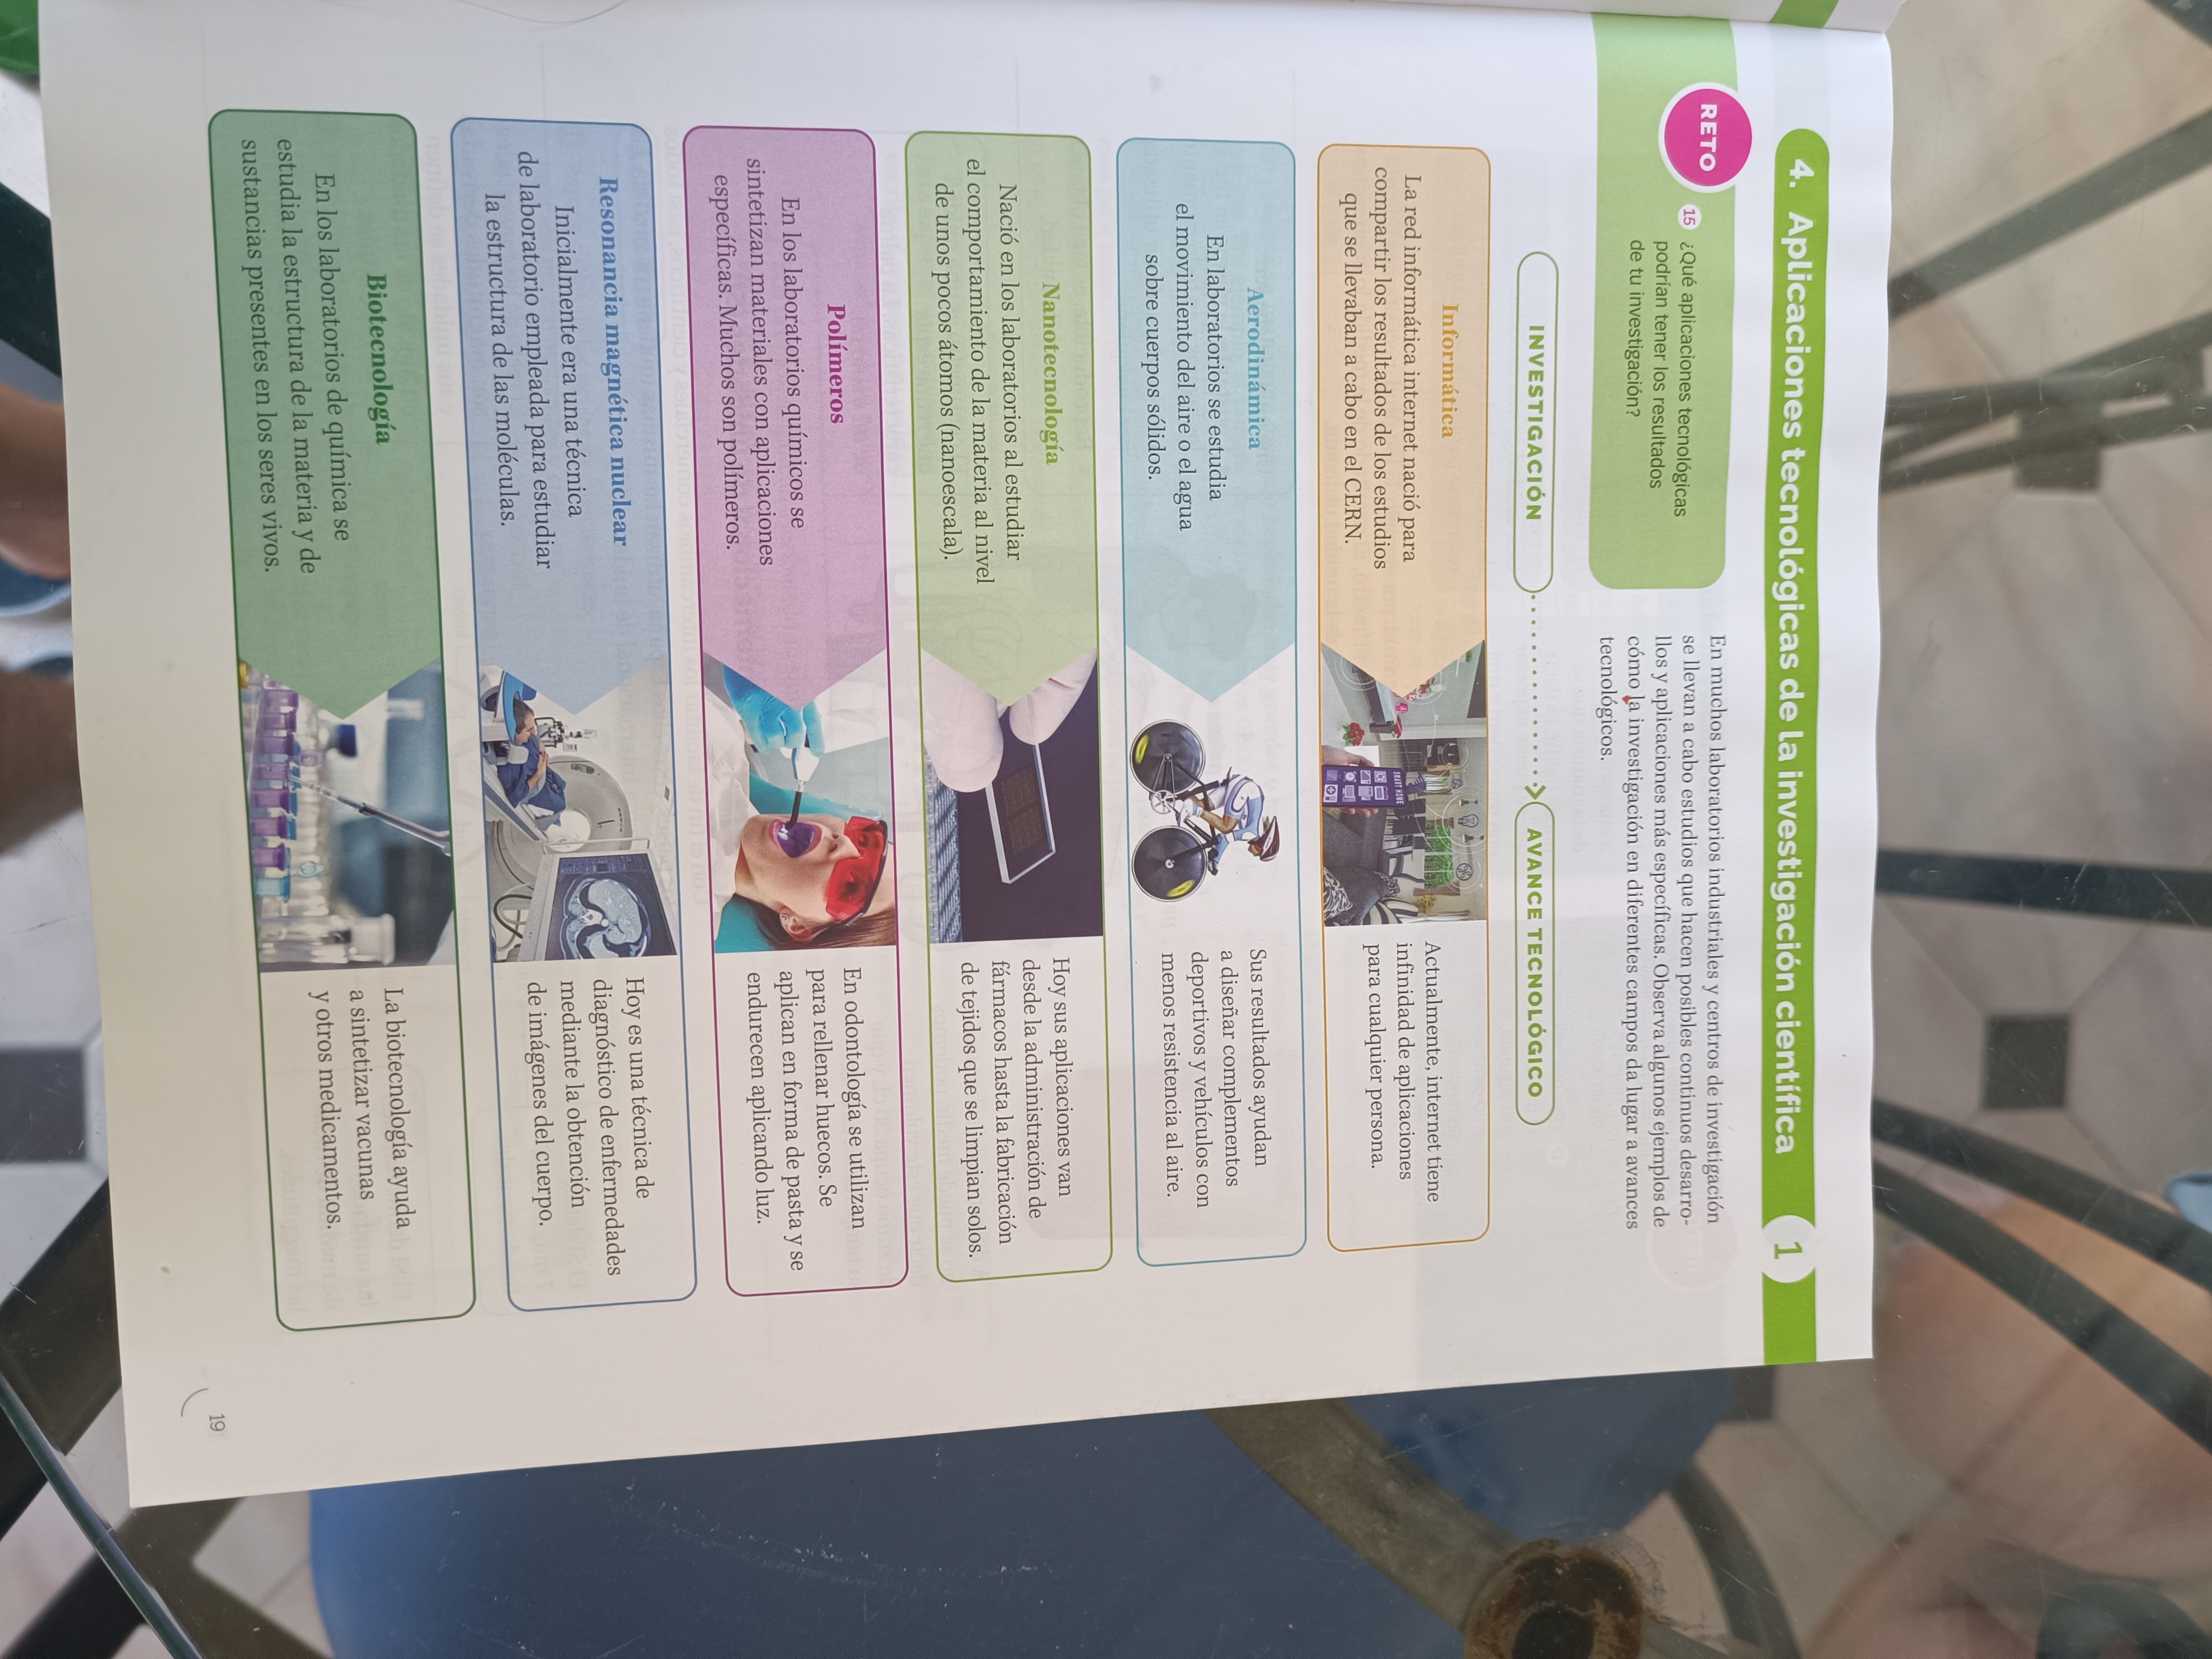 4. Aplicaciones tecnológicas de la investigación científica
1
RETO
15 ¿Qué aplicaciones tecnológicas
podrían tener los resultados
de tu investigación?
En muchos laboratorios industriales y centros de investigación
se llevan a cabo estudios que hacen posibles continuos desarro-
llos y aplicaciones más específicas. Observa algunos ejemplos de
cómo la investigación en diferentes campos da lugar a avances
tecnológicos.
INVESTIGACIÓN
AVANCE TECNOLÓGICO
Informática
La red informática internet nació para
compartir los resultados de los estudios
que se llevaban a cabo en el CERN.
SMART HOME
Actualmente, internet tiene
infinidad de aplicaciones
para cualquier persona.
Aerodinámica
En laboratorios se estudia
el movimiento del aire o el agua
sobre cuerpos sólidos.
Sus resultados ayudan
a diseñar complementos
deportivos y vehículos con
menos resistencia al aire.
Nanotecnología
Nació en los laboratorios al estudiar
el comportamiento de la materia al nivel
de unos pocos átomos (nanoescala).
Hoy sus aplicaciones van
desde la administración de
fármacos hasta la fabricación
de tejidos que se limpian solos.
Polímeros
En los laboratorios químicos se
sintetizan materiales con aplicaciones
específicas. Muchos son polímeros.
En odontología se utilizan
para rellenar huecos. Se
aplican en forma de pasta y se
endurecen aplicando luz.
Resonancia magnética nuclear
Inicialmente era una técnica
de laboratorio empleada para estudiar
la estructura de las moléculas.
Hoy es una técnica de
diagnóstico de enfermedades
mediante la obtención
de imágenes del cuerpo.
Biotecnología
En los laboratorios de química se
estudia la estructura de la materia y de
sustancias presentes en los seres vivos.
La biotecnología ayuda
a sintetizar vacunas
y otros medicamentos.
19